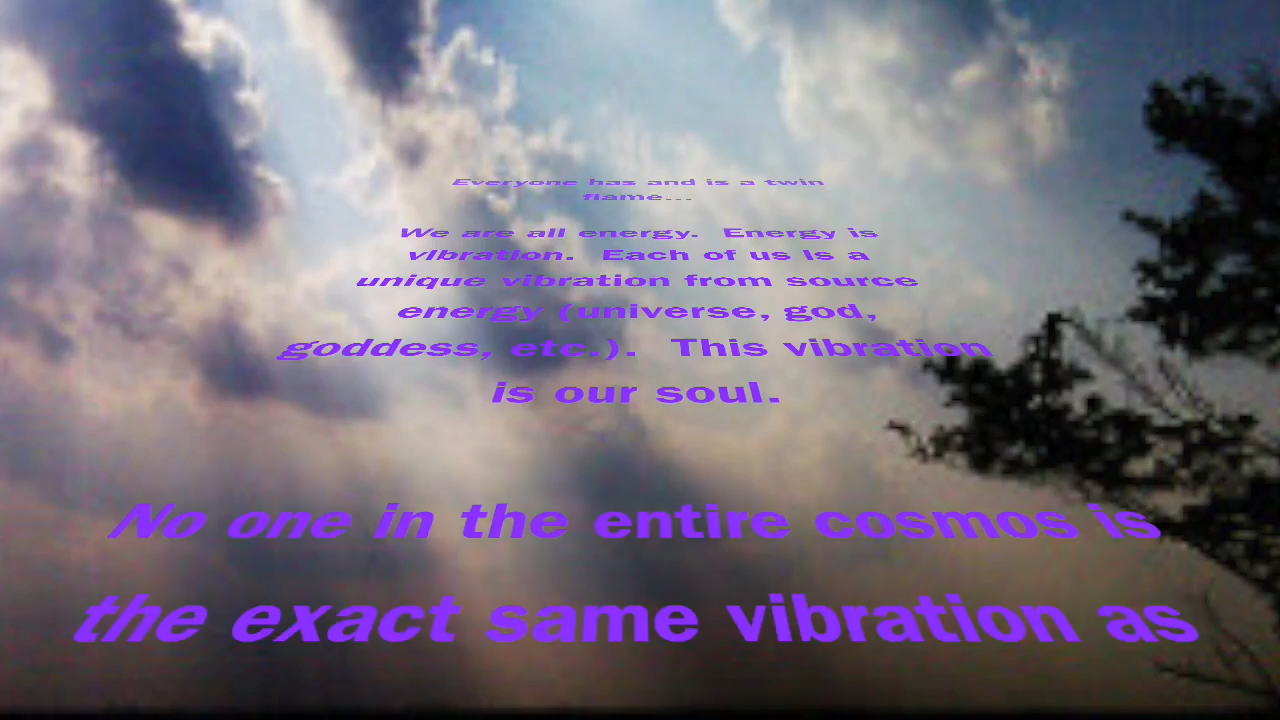 Everyone has and is a twin
flame...
We are all energy.  Energy is
vibration.  Each of us is a
unique vibration from source
energy (universe, god,
goddess, etc.).  This vibration
is our soul.
No one in the entire cosmos is
the exact same vibration as